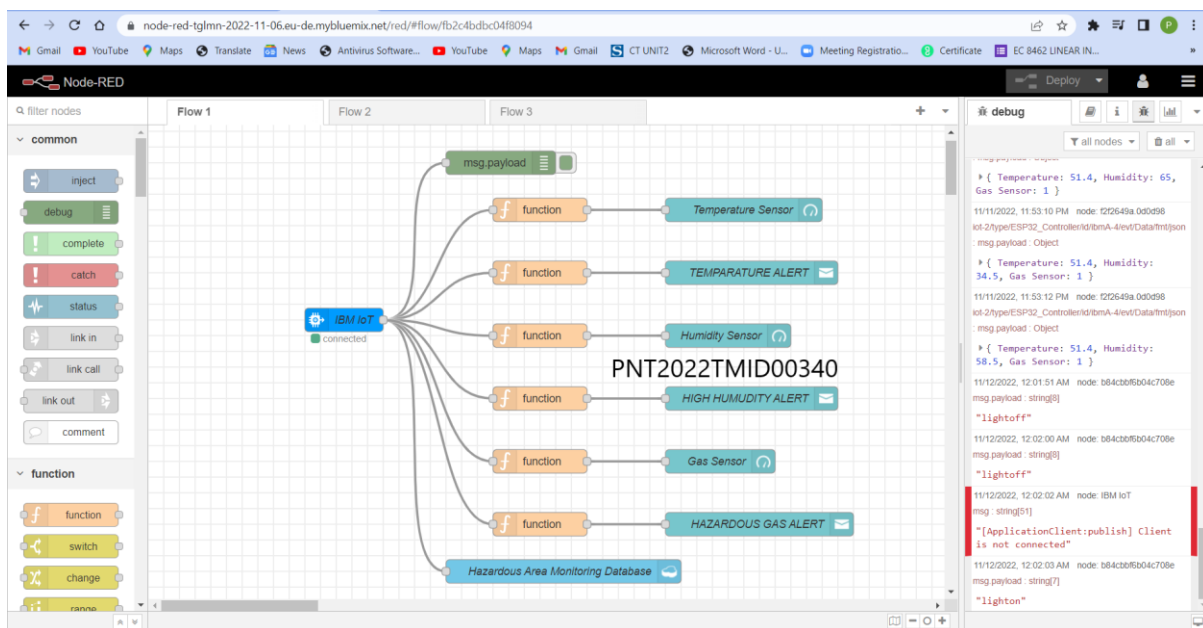 node-red-tglmn-2022-11-06.eu-de.mybluemix.net/red/#flow/fb2c4bdbc04f8094
P
Gmail YouTube Maps Translate News Antivirus Software... YouTube Maps Gmail CT UNIT2 Microsoft Word - U... Meeting Registratio... Certificate EC 8462 LINEAR IN... »
Node-RED
Deploy
filter nodes
Flow 1
Flow 2
Flow 3
debug
all nodes
all
common
inject
debug
complete
catch
status
link in
link call
link out
comment
function
function
switch
change
range
msg.payload
function
Temperature Sensor
function
TEMPARATURE ALERT
IBM IoT
connected
function
Humidity Sensor
PNT2022TMID00340
function
HIGH HUMUDITY ALERT
function
Gas Sensor
function
HAZARDOUS GAS ALERT
Hazardous Area Monitoring Database
{ Temperature: 51.4, Humidity: 65,
Gas Sensor: 1 }
11/11/2022, 11:53:10 PM node: f2f2649a.0d0d98
iot-2/type/ESP32_Controller/id/ibmA-4/evt/Data/fmt/json
: msg.payload : Object
{ Temperature: 51.4, Humidity:
34.5, Gas Sensor: 1 }
11/11/2022, 11:53:12 PM node: f2f2649a.0d0d98
iot-2/type/ESP32_Controller/id/ibmA-4/evt/Data/fmt/json
: msg.payload : Object
{ Temperature: 51.4, Humidity:
58.5, Gas Sensor: 1 }
11/12/2022, 12:01:51 AM node: b84cbbf6b04c708e
msg.payload : string[8]
"lightoff"
11/12/2022, 12:02:00 AM node: b84cbbf6b04c708e
msg.payload : string[8]
"lightoff"
11/12/2022, 12:02:02 AM node: IBM IoT
msg : string[51]
"[ApplicationClient:publish] Client
is not connected"
11/12/2022, 12:02:03 AM node: b84cbbf6b04c708e
msg.payload : string[7]
"lighton"